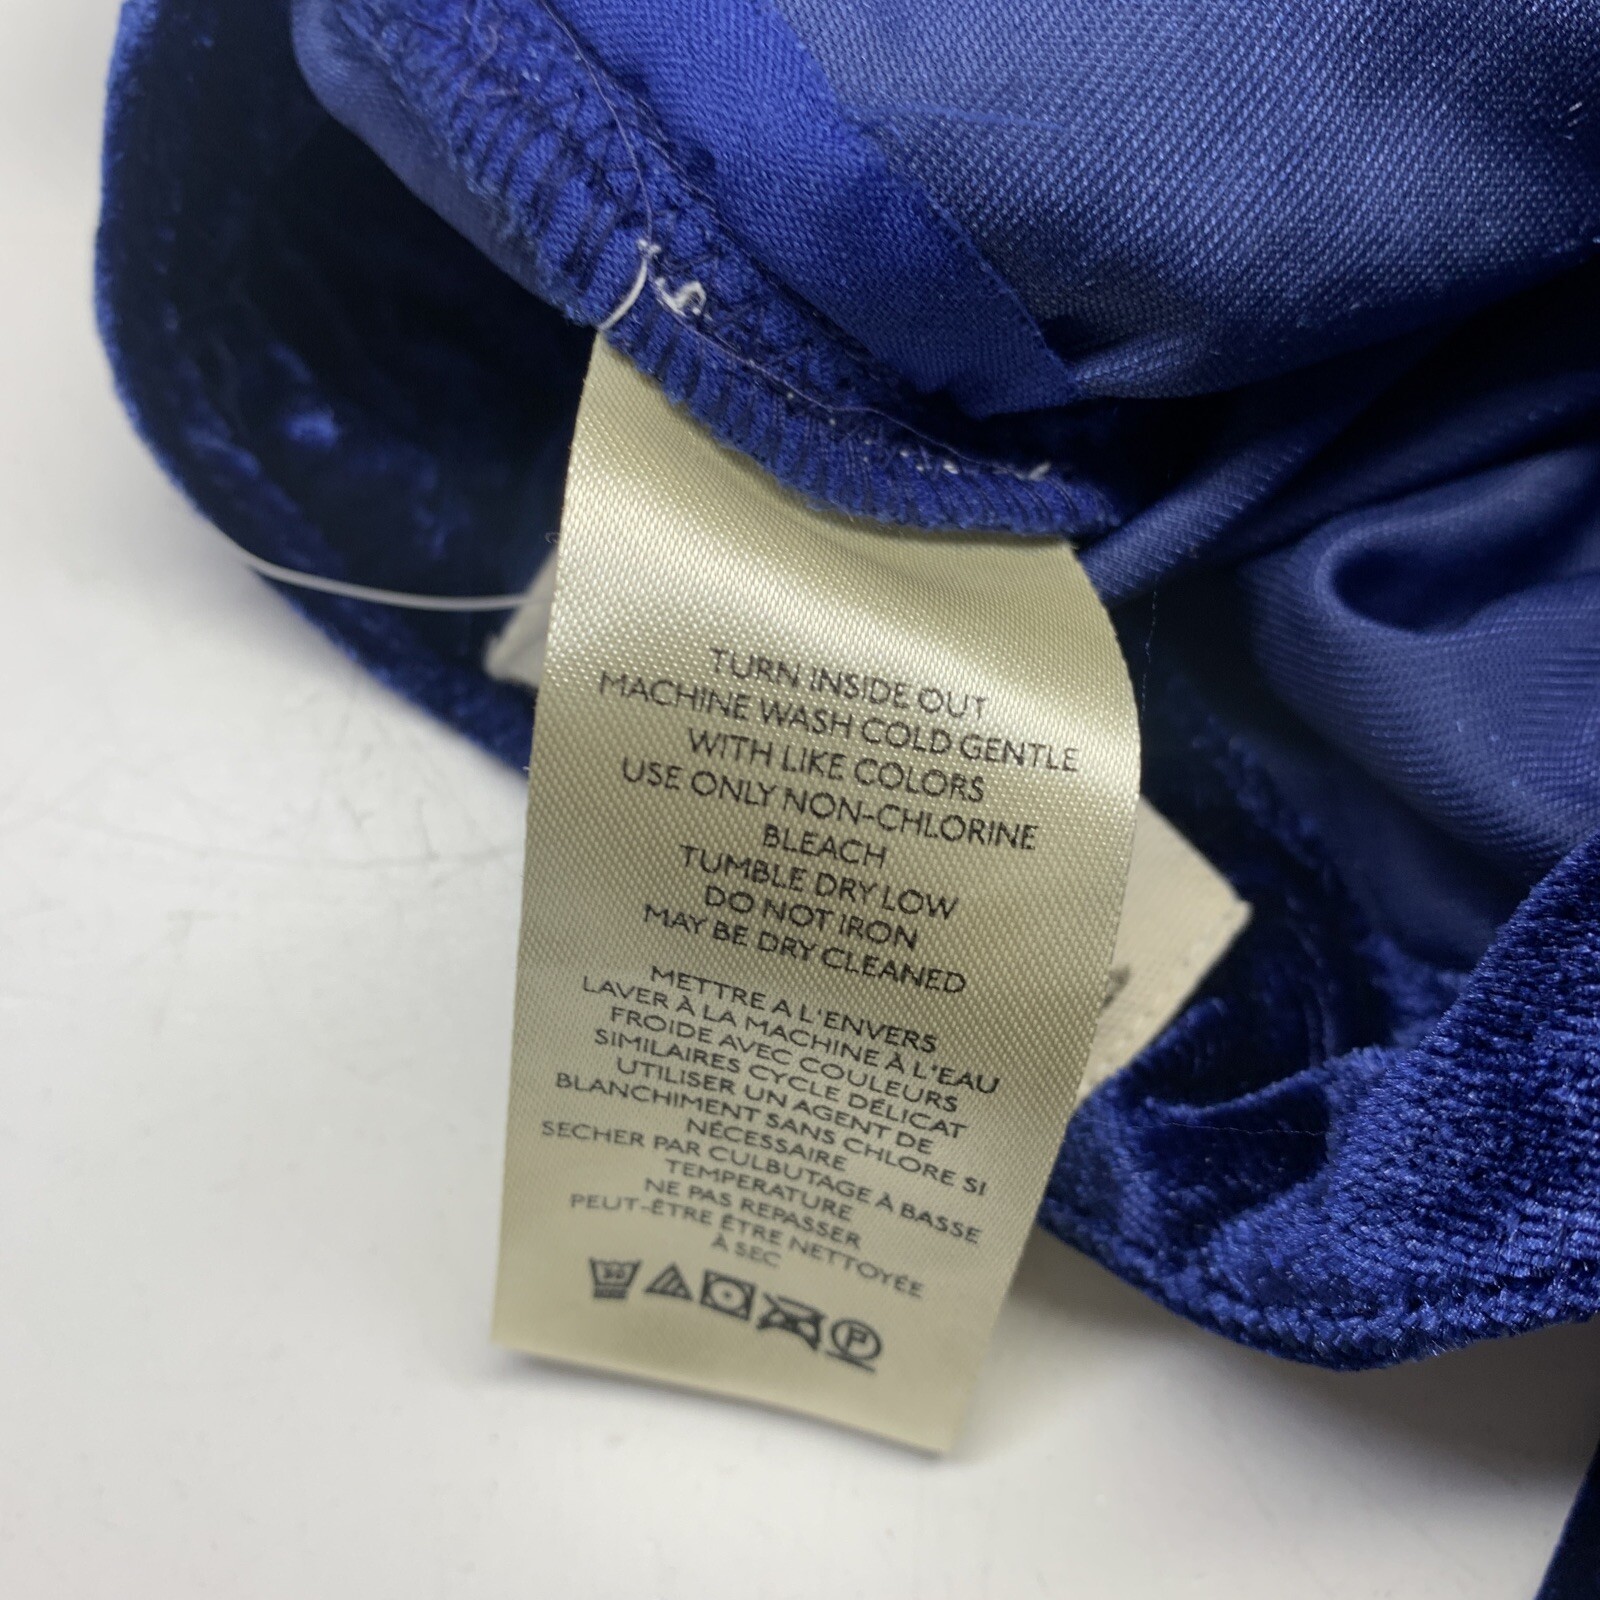 TURN INSIDE OUT
MACHINE WASH COLD GENTLE
WITH LIKE COLORS
USE ONLY NON-CHLORINE
BLEACH
TUMBLE DRY LOW
DO NOT IRON
MAY BE DRY CLEANED
METTRE A L'ENVERS
LAVER À LA MACHINE À L'EAU
FROIDE AVEC COULEURS
SIMILAIRES CYCLE DÉLICAT
UTILISER UN AGENT DE
BLANCHIMENT SANS CHLORE SI
NÉCESSAIRE
SECHER PAR CULBUTAGE À BASSE
TEMPERATURE
NE PAS REPASSER
PEUT-ÊTRE ÊTRE NETTOYÉE
À SEC
30 P